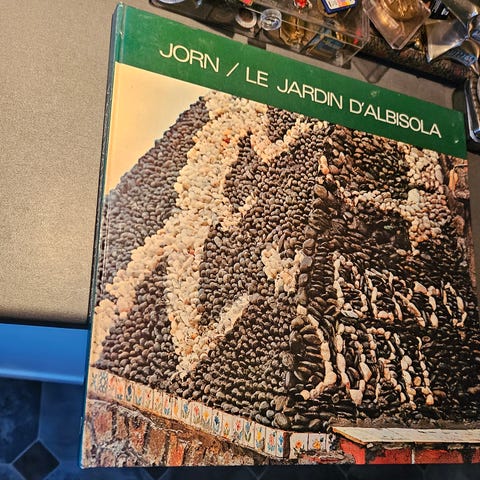 JORN / LE JARDIN D'ALBISOLA